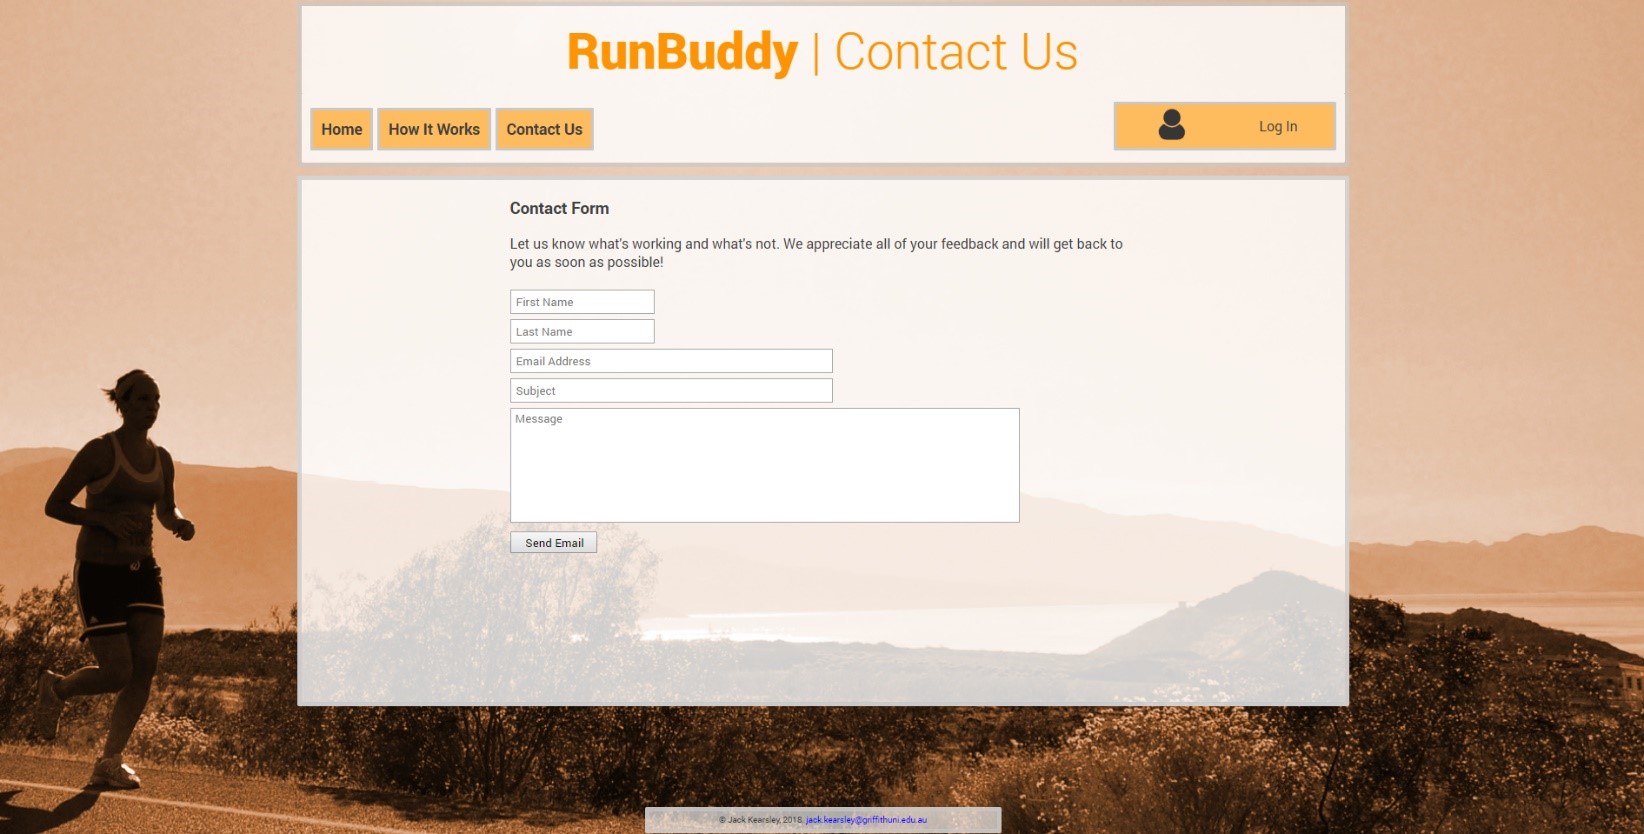 RunBuddy | Contact Us
Home
How It Works
Contact Us
Log In
Contact Form
Let us know what's working and what's not. We appreciate all of your feedback and will get back to
you as soon as possible!
First Name
Last Name
Email Address
Subject
Message
Send Email
© Jack Kearsley, 2018. jack.kearsley@griffithuni.edu.au